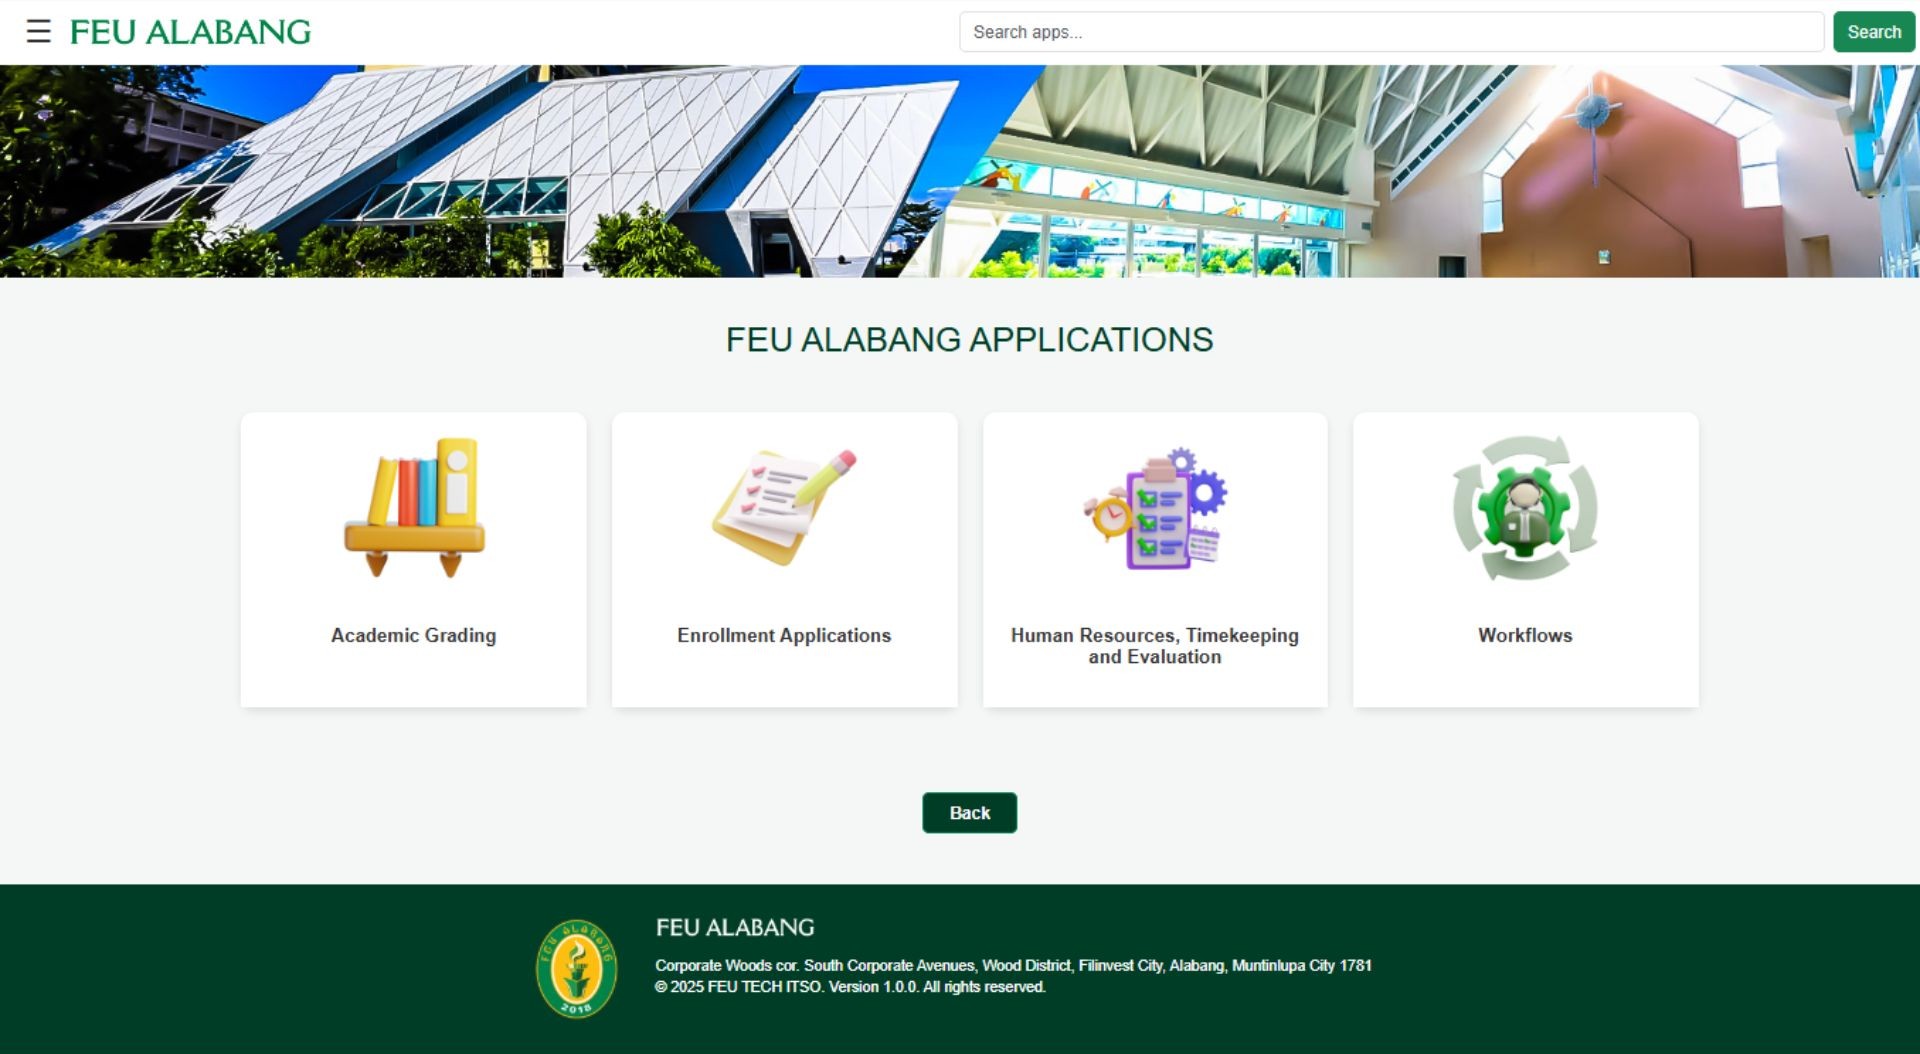 FEU ALABANG
Search apps...
Search
FEU ALABANG APPLICATIONS
Academic Grading
Enrollment Applications
Human Resources, Timekeeping
and Evaluation
Workflows
Back
FEU ALABANG
2018
FEU ALABANG
Corporate Woods cor. South Corporate Avenues, Wood District, Filinvest City, Alabang, Muntinlupa City 1781
© 2025 FEU TECH ITSO. Version 1.0.0. All rights reserved.